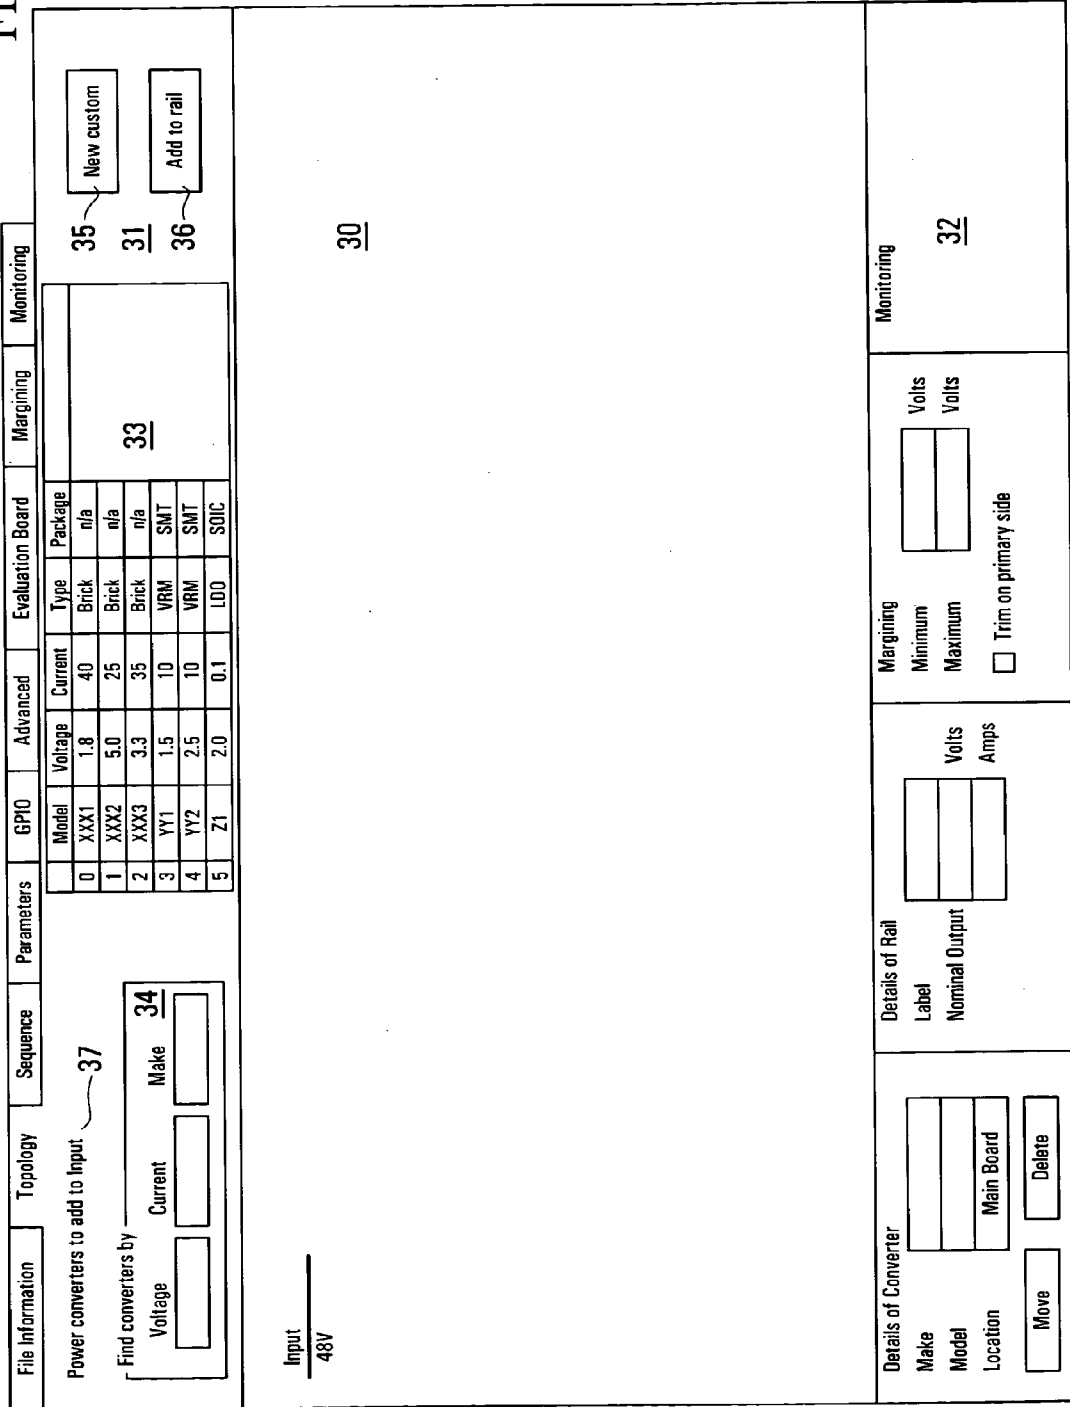 File Information Topology Sequence Parameters GPIO Advanced Evaluation Board Margining Monitoring
Power converters to add to Input 37
Find converters by 34
Voltage Current Make
Model Voltage Current Type Package
0 XXX1 1.8 40 Brick n/a
1 XXX2 5.0 25 Brick n/a
2 XXX3 3.3 35 Brick n/a
3 YY1 1.5 10 VRM SMT
4 YY2 2.5 10 VRM SMT
5 Z1 2.0 0.1 LDO SOIC
33
35 New custom
31
36 Add to rail
Input
48V
30
Details of Converter
Make
Model
Location Main Board
Move Delete
Details of Rail
Label
Nominal Output Volts
Amps
Margining
Minimum Volts
Maximum Volts
Trim on primary side
Monitoring
32